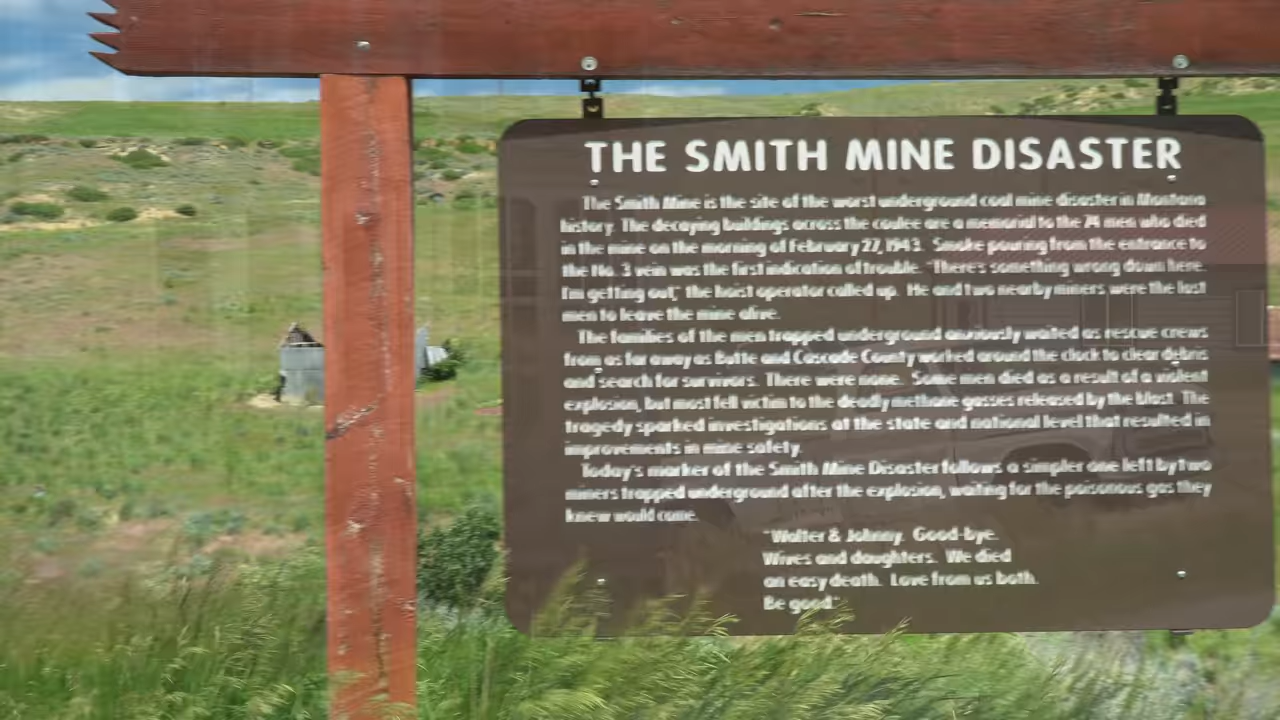 THE SMITH MINE DISASTER
The Smith Mine is the site of the worst underground coal mine disaster in Montana
history. The decaying buildings across the coulee are a memorial to the 74 men who died
in the mine on the morning of February 27, 1943. Smoke pouring from the entrance to
the No. 3 vein was the first indication of trouble. "There's something wrong down here.
I'm getting out," the hoist operator called up. He and two nearby miners were the last
men to leave the mine alive.
The families of the men trapped underground anxiously waited as rescue crews
from as far away as Butte and Cascade County worked around the clock to clear debris
and search for survivors. There were none. Some men died as a result of a violent
explosion, but most fell victim to the deadly methane gasses released by the blast. The
tragedy sparked investigations at the state and national level that resulted in
improvements in mine safety.
Today's marker of the Smith Mine Disaster follows a simpler one left by two
miners trapped underground after the explosion, waiting for the poisonous gas they
knew would come.
"Walter & Johnny. Good-bye.
Wives and daughters. We died
an easy death. Love from us both.
Be good."